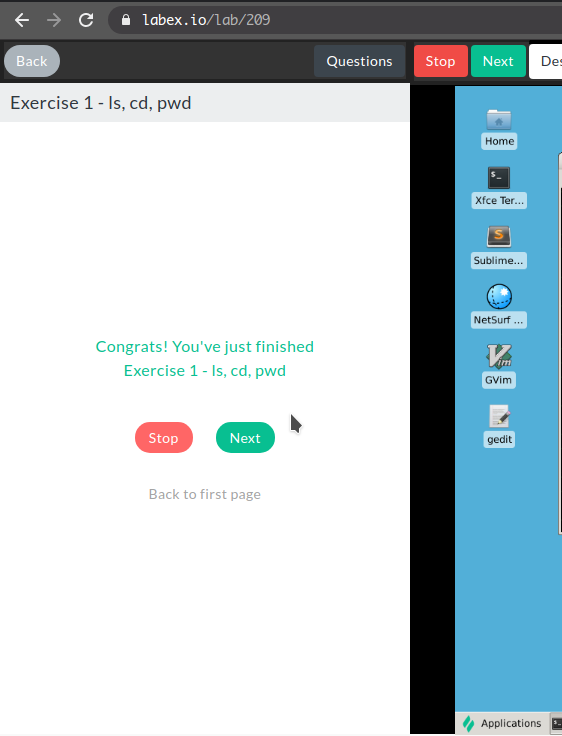 labex.io/lab/209
Back
Questions
Stop
Next
Exercise 1 - ls, cd, pwd
Congrats! You've just finished
Exercise 1 - ls, cd, pwd
Stop
Next
Back to first page
Home
Xfce Ter...
Sublime...
NetSurf ...
GVim
gedit
Applications